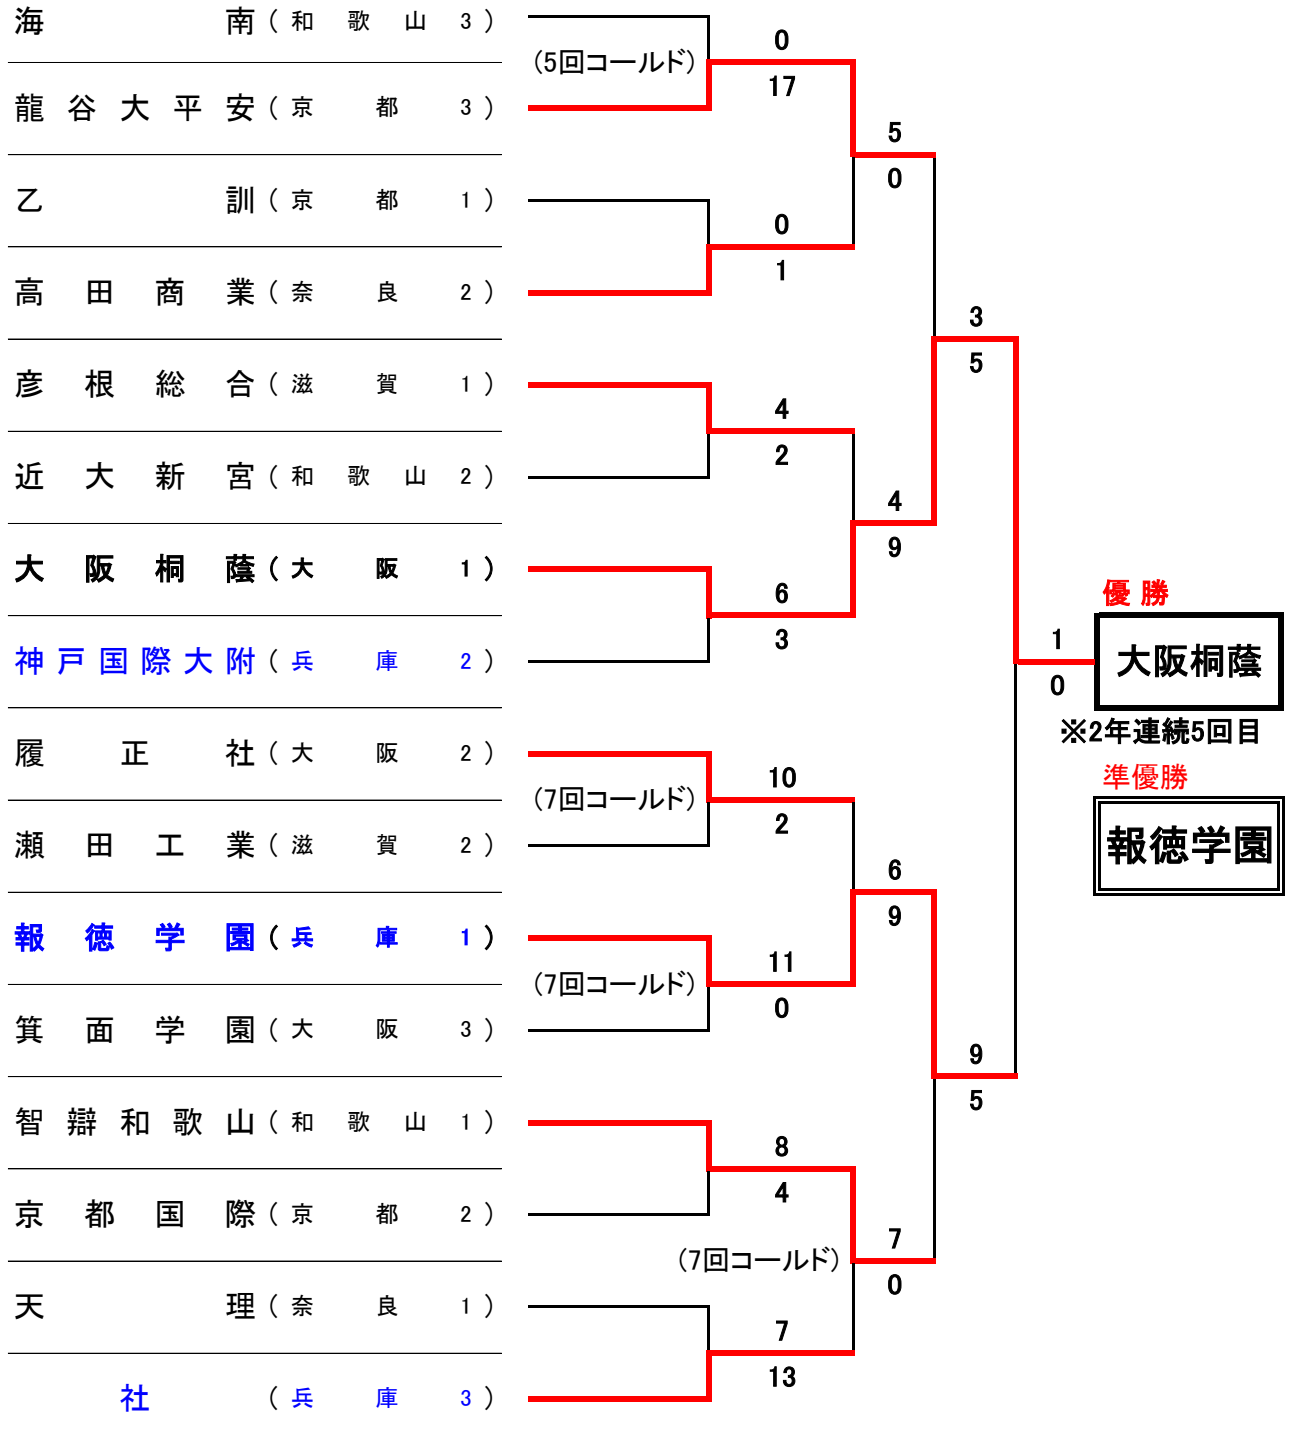 海南(和歌山3)
龍谷大平安(京都3)
乙訓(京都1)
高田商業(奈良2)
彦根総合(滋賀1)
近大新宮(和歌山2)
大阪桐蔭(大阪1)
神戸国際大附(兵庫2)
履正社(大阪2)
瀬田工業(滋賀2)
報徳学園(兵庫1)
箕面学園(大阪3)
智辯和歌山(和歌山1)
京都国際(京都2)
天理(奈良1)
社(兵庫3)
(5回コールド)
0
17
0
1
4
2
6
3
(7回コールド)
10
2
(7回コールド)
11
0
8
4
7
13
5
0
4
9
6
9
(7回コールド)
7
0
3
5
9
5
1
0
優勝
大阪桐蔭
※2年連続5回目
準優勝
報徳学園